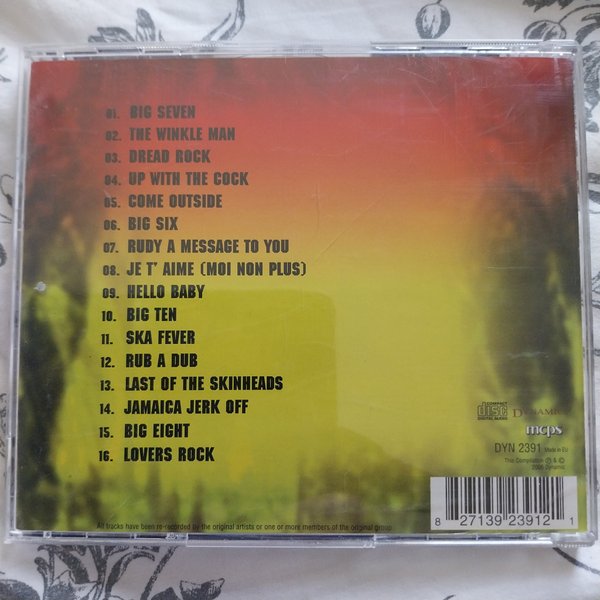 01. BIG SEVEN
02. THE WINKLE MAN
03. DREAD ROCK
04. UP WITH THE COCK
05. COME OUTSIDE
06. BIG SIX
07. RUDY A MESSAGE TO YOU
08. JE T' AIME (MOI NON PLUS)
09. HELLO BABY
10. BIG TEN
11. SKA FEVER
12. RUB A DUB
13. LAST OF THE SKINHEADS
14. JAMAICA JERK OFF
15. BIG EIGHT
16. LOVERS ROCK
COMPACT
disc
DIGITAL AUDIO
DYNAMIC
mcps
DYN 2391 Made in EU
This Compilation ℗ & ©
2006 Dynamic
8 27139 23912 1
All tracks have been re-recorded by the original artists or one or more members of the original group